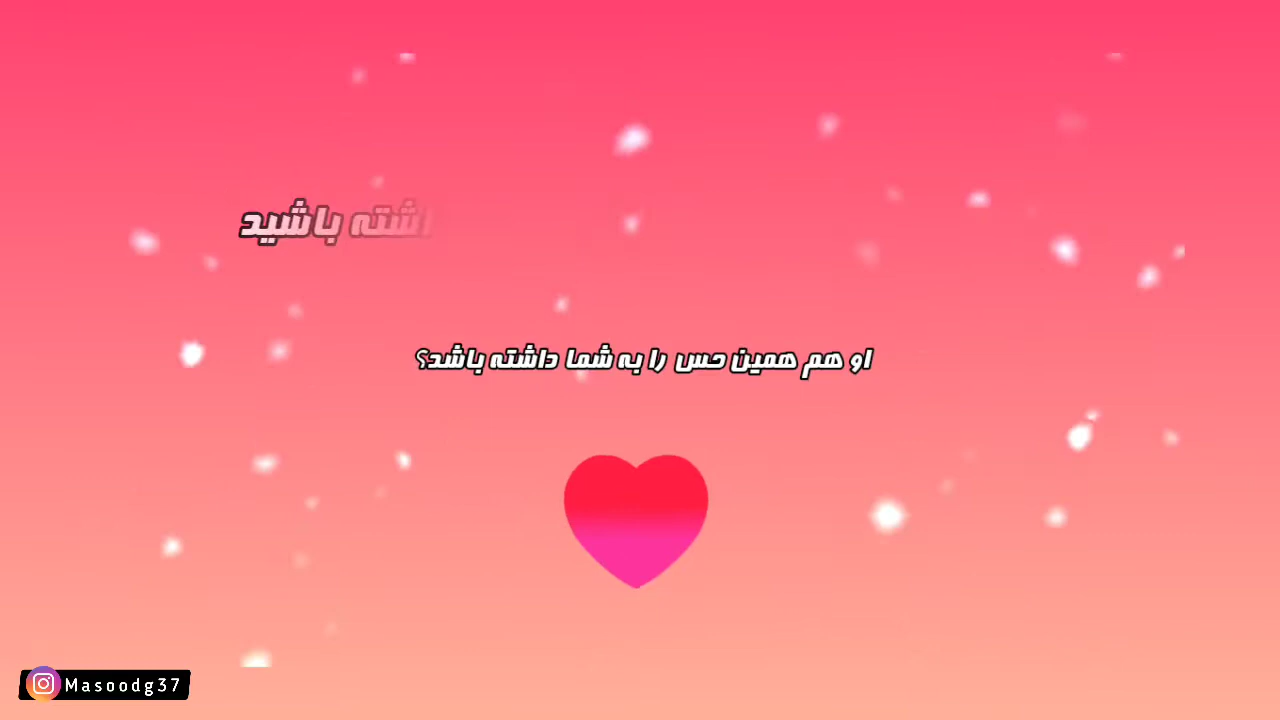 باشید
او هم همین حس را به شما داشته باشد؟
Masoodg37